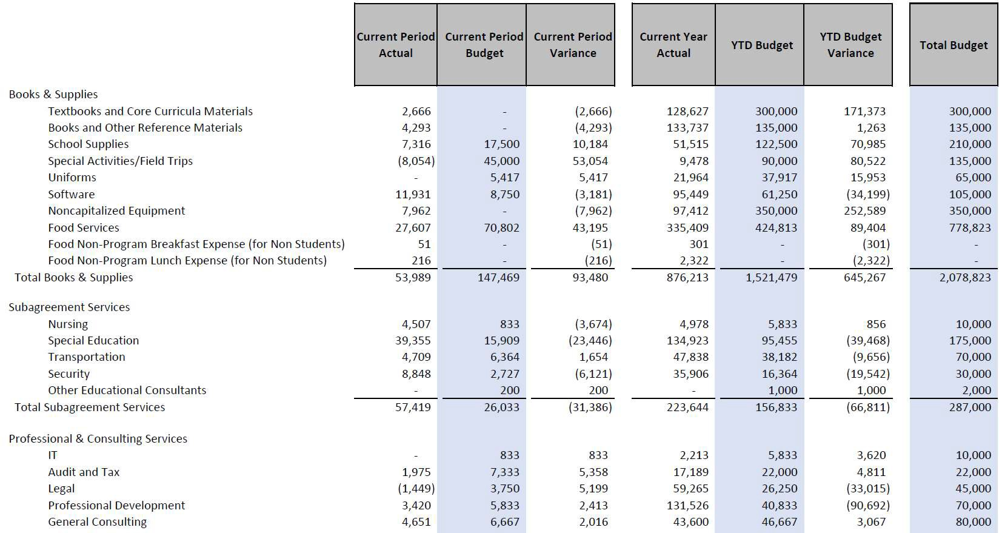 Current Period Current Period Current Period Current Year YTD Budget YTD Budget Total Budget
Actual Budget Variance Actual Variance
Books & Supplies
Textbooks and Core Curricula Materials 2,666 - (2,666) 128,627 300,000 171,373 300,000
Books and Other Reference Materials 4,293 - (4,293) 133,737 135,000 1,263 135,000
School Supplies 7,316 17,500 10,184 51,515 122,500 70,985 210,000
Special Activities/Field Trips (8,054) 45,000 53,054 9,478 90,000 80,522 135,000
Uniforms - 5,417 5,417 21,964 37,917 15,953 65,000
Software 11,931 8,750 (3,181) 95,449 61,250 (34,199) 105,000
Noncapitalized Equipment 7,962 - (7,962) 97,412 350,000 252,589 350,000
Food Services 27,607 70,802 43,195 335,409 424,813 89,404 778,823
Food Non-Program Breakfast Expense (for Non Students) 51 - (51) 301 - (301) -
Food Non-Program Lunch Expense (for Non Students) 216 - (216) 2,322 - (2,322) -
Total Books & Supplies 53,989 147,469 93,480 876,213 1,521,479 645,267 2,078,823
Subagreement Services
Nursing 4,507 833 (3,674) 4,978 5,833 856 10,000
Special Education 39,355 15,909 (23,446) 134,923 95,455 (39,468) 175,000
Transportation 4,709 6,364 1,654 47,838 38,182 (9,656) 70,000
Security 8,848 2,727 (6,121) 35,906 16,364 (19,542) 30,000
Other Educational Consultants - 200 200 - 1,000 1,000 2,000
Total Subagreement Services 57,419 26,033 (31,386) 223,644 156,833 (66,811) 287,000
Professional & Consulting Services
IT - 833 833 2,213 5,833 3,620 10,000
Audit and Tax 1,975 7,333 5,358 17,189 22,000 4,811 22,000
Legal (1,449) 3,750 5,199 59,265 26,250 (33,015) 45,000
Professional Development 3,420 5,833 2,413 131,526 40,833 (90,692) 70,000
General Consulting 4,651 6,667 2,016 43,600 46,667 3,067 80,000